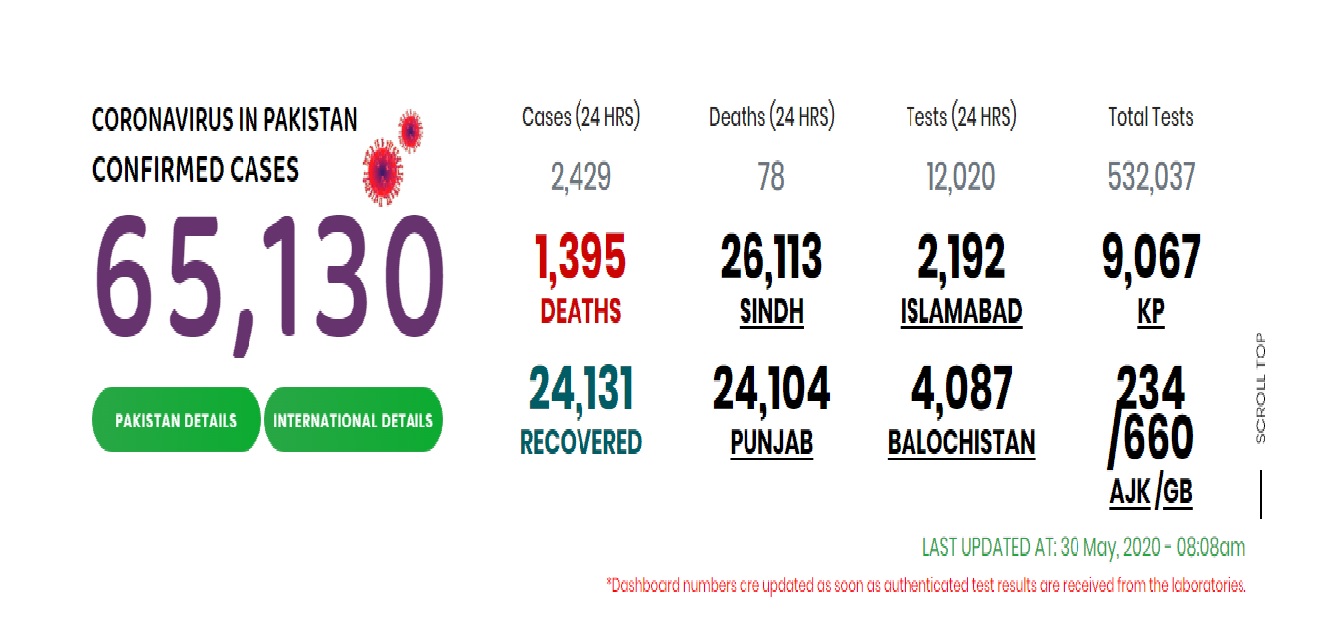 CORONAVIRUS IN PAKISTAN
CONFIRMED CASES
65,130
PAKISTAN DETAILS
INTERNATIONAL DETAILS
Cases (24 HRS)
Deaths (24 HRS)
Tests (24 HRS)
Total Tests
2,429
78
12,020
532,037
1,395
26,113
2,192
9,067
DEATHS
SINDH
ISLAMABAD
KP
24,131
24,104
4,087
234
/660
RECOVERED
PUNJAB
BALOCHISTAN
AJK /GB
SCROLL TOP
LAST UPDATED AT: 30 May, 2020 - 08:08am
*Dashboard numbers cre updated as soon as authenticated test results are received from the laboratories.